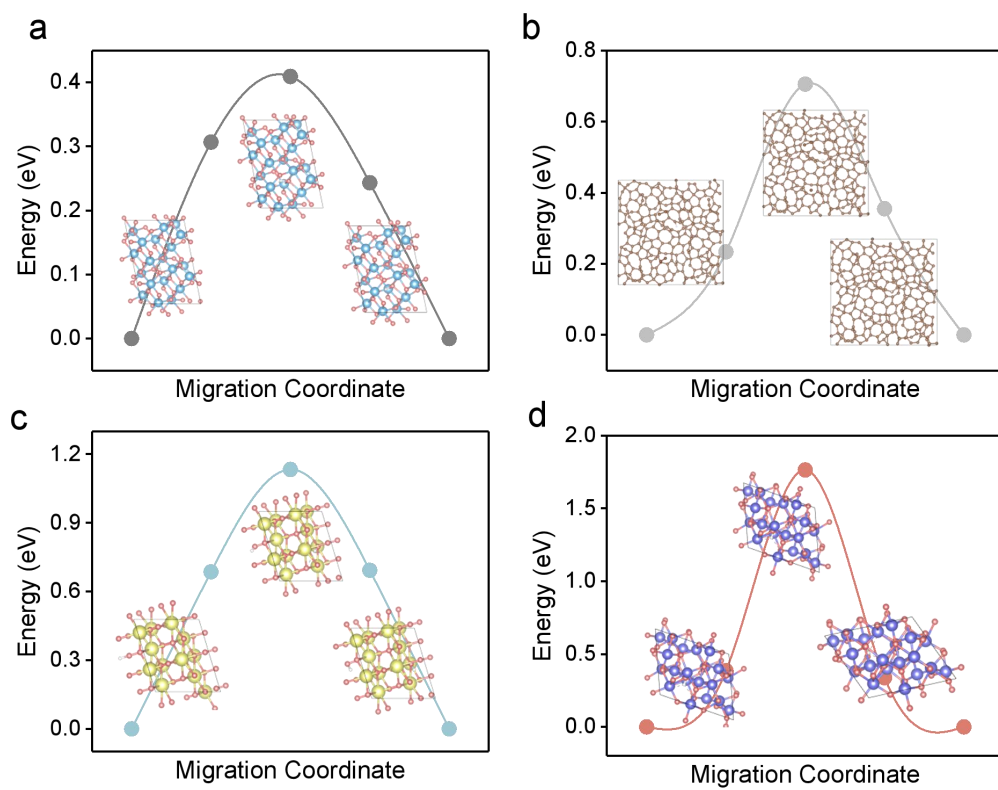 a
Energy (eV)
0.4
0.3
0.2
0.1
0.0
Migration Coordinate
b
Energy (eV)
0.8
0.6
0.4
0.2
0.0
Migration Coordinate
c
Energy (eV)
1.2
0.9
0.6
0.3
0.0
Migration Coordinate
d
Energy (eV)
2.0
1.5
1.0
0.5
0.0
Migration Coordinate